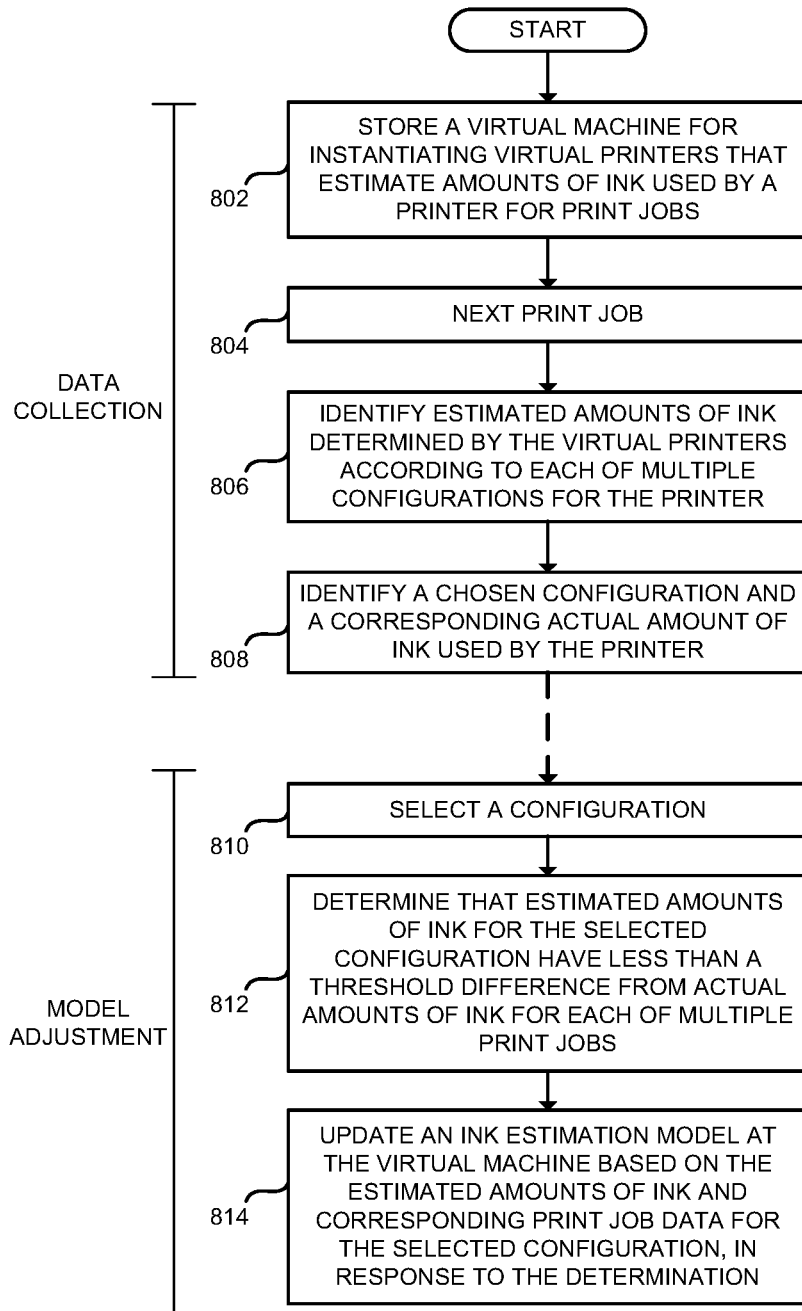 START
DATA
COLLECTION
STORE A VIRTUAL MACHINE FOR
INSTANTIATING VIRTUAL PRINTERS THAT
ESTIMATE AMOUNTS OF INK USED BY A
PRINTER FOR PRINT JOBS
802
NEXT PRINT JOB
804
IDENTIFY ESTIMATED AMOUNTS OF INK
DETERMINED BY THE VIRTUAL PRINTERS
ACCORDING TO EACH OF MULTIPLE
CONFIGURATIONS FOR THE PRINTER
806
IDENTIFY A CHOSEN CONFIGURATION AND
A CORRESPONDING ACTUAL AMOUNT OF
INK USED BY THE PRINTER
808
MODEL
ADJUSTMENT
SELECT A CONFIGURATION
810
DETERMINE THAT ESTIMATED AMOUNTS
OF INK FOR THE SELECTED
CONFIGURATION HAVE LESS THAN A
THRESHOLD DIFFERENCE FROM ACTUAL
AMOUNTS OF INK FOR EACH OF MULTIPLE
PRINT JOBS
812
UPDATE AN INK ESTIMATION MODEL AT
THE VIRTUAL MACHINE BASED ON THE
ESTIMATED AMOUNTS OF INK AND
CORRESPONDING PRINT JOB DATA FOR
THE SELECTED CONFIGURATION, IN
RESPONSE TO THE DETERMINATION
814